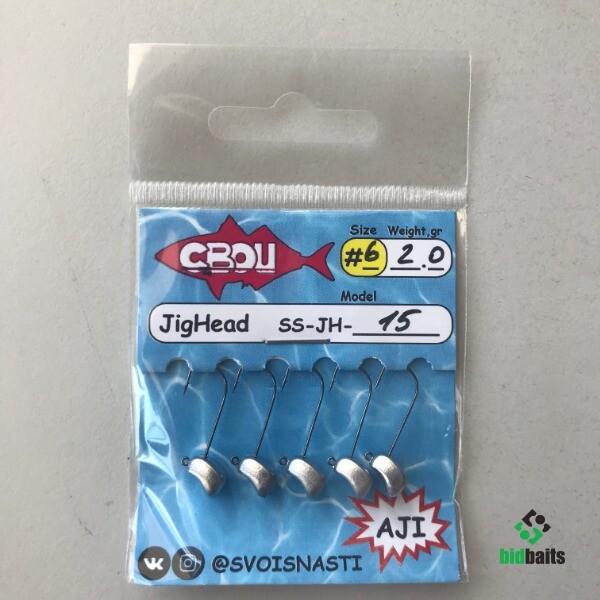 СВОИ
Size Weight,gr
#6 2.0
Model
JigHead SS-JH-15
AJI
@SVOISNASTI
bidbaits